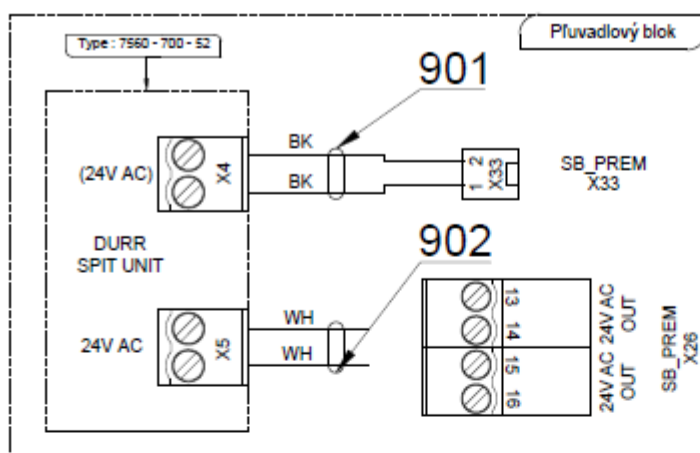 Type : 7560 - 700 - 52
Pľuvadlový blok
901
(24V AC)
X4
BK
BK
2
1
X33
SB_PREM
X33
DURR
SPIT UNIT
902
24V AC
X5
WH
WH
13
14
15
16
24V AC
OUT
24V AC
OUT
SB_PREM
X26